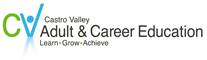 CV Castro Valley
Adult & Career Education
Learn-Grow-Achieve